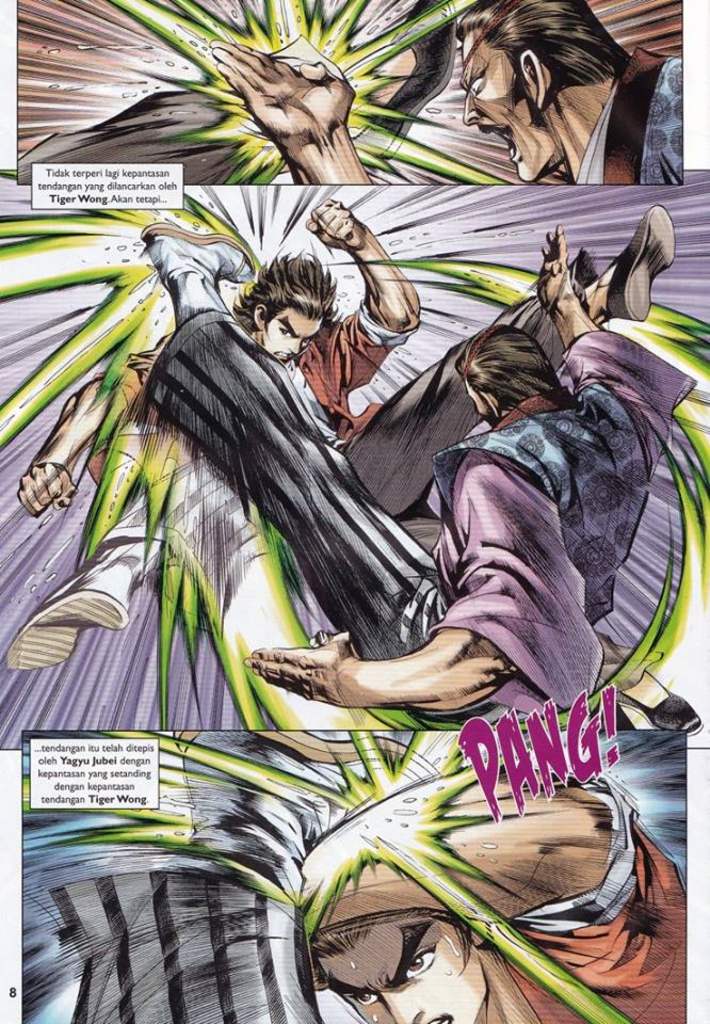 Tidak terperi lagi kepantasan
tendangan yang dilancarkan oleh
Tiger Wong. Akan tetapi...
...tendangan itu telah ditepis
oleh Yagyu Jubei dengan
kepantasan yang setanding
dengan kepantasan
tendangan Tiger Wong.
PANG!
8